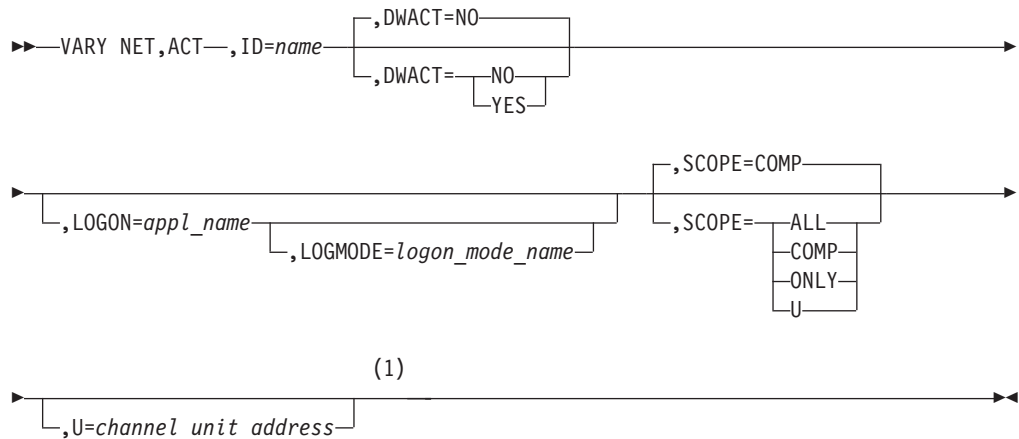 ,DWACT=NO
VARY NET,ACT ,ID=name
,DWACT= NO
YES
,SCOPE=COMP
,LOGON=appl_name ,SCOPE= ALL
,LOGMODE=logon_mode_name COMP
ONLY
U
(1)
,U=channel unit address